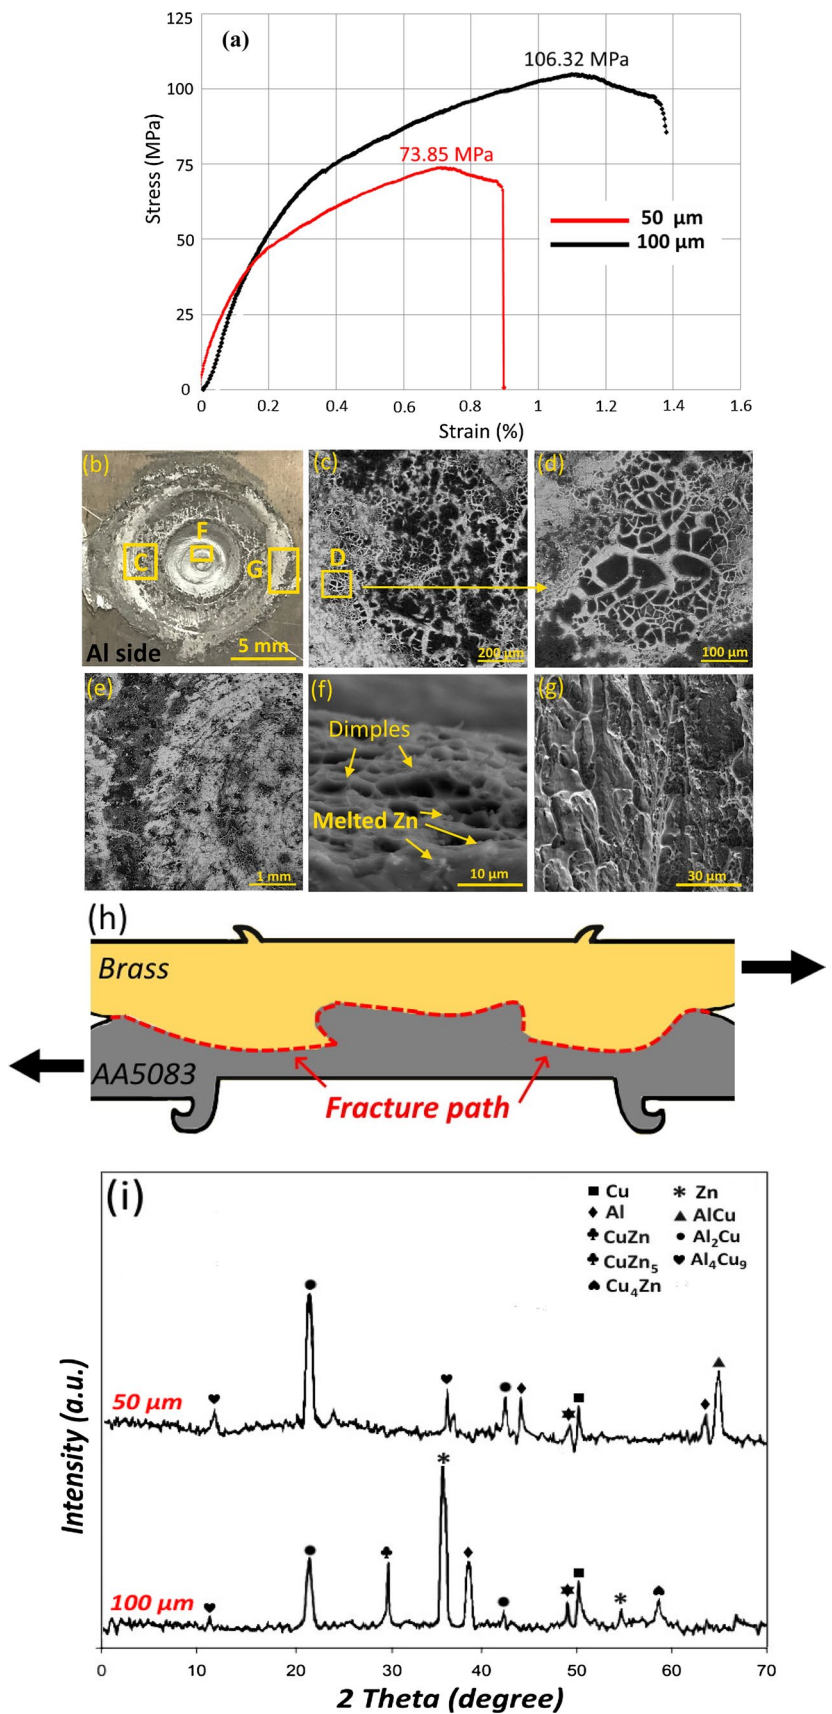 (a)
106.32 MPa
73.85 MPa
Stress (MPa)
125
100
75
50
25
0
50 μm
100 μm
0 0.2 0.4 0.6 0.8 1 1.2 1.4 1.6
Strain (%)
(b)
F
C
G
5 mm
Al side
(c)
D
200 μm
(d)
100 μm
(e)
1 mm
(f)
Dimples
Melted Zn
10 μm
(g)
30 μm
(h)
Brass
AA5083
Fracture path
(i)
Cu
Zn
Al
AlCu
CuZn
Al2Cu
CuZn5
Al4Cu9
Cu4Zn
50 μm
100 μm
Intensity (a.u.)
0 10 20 30 40 50 60 70
2 Theta (degree)